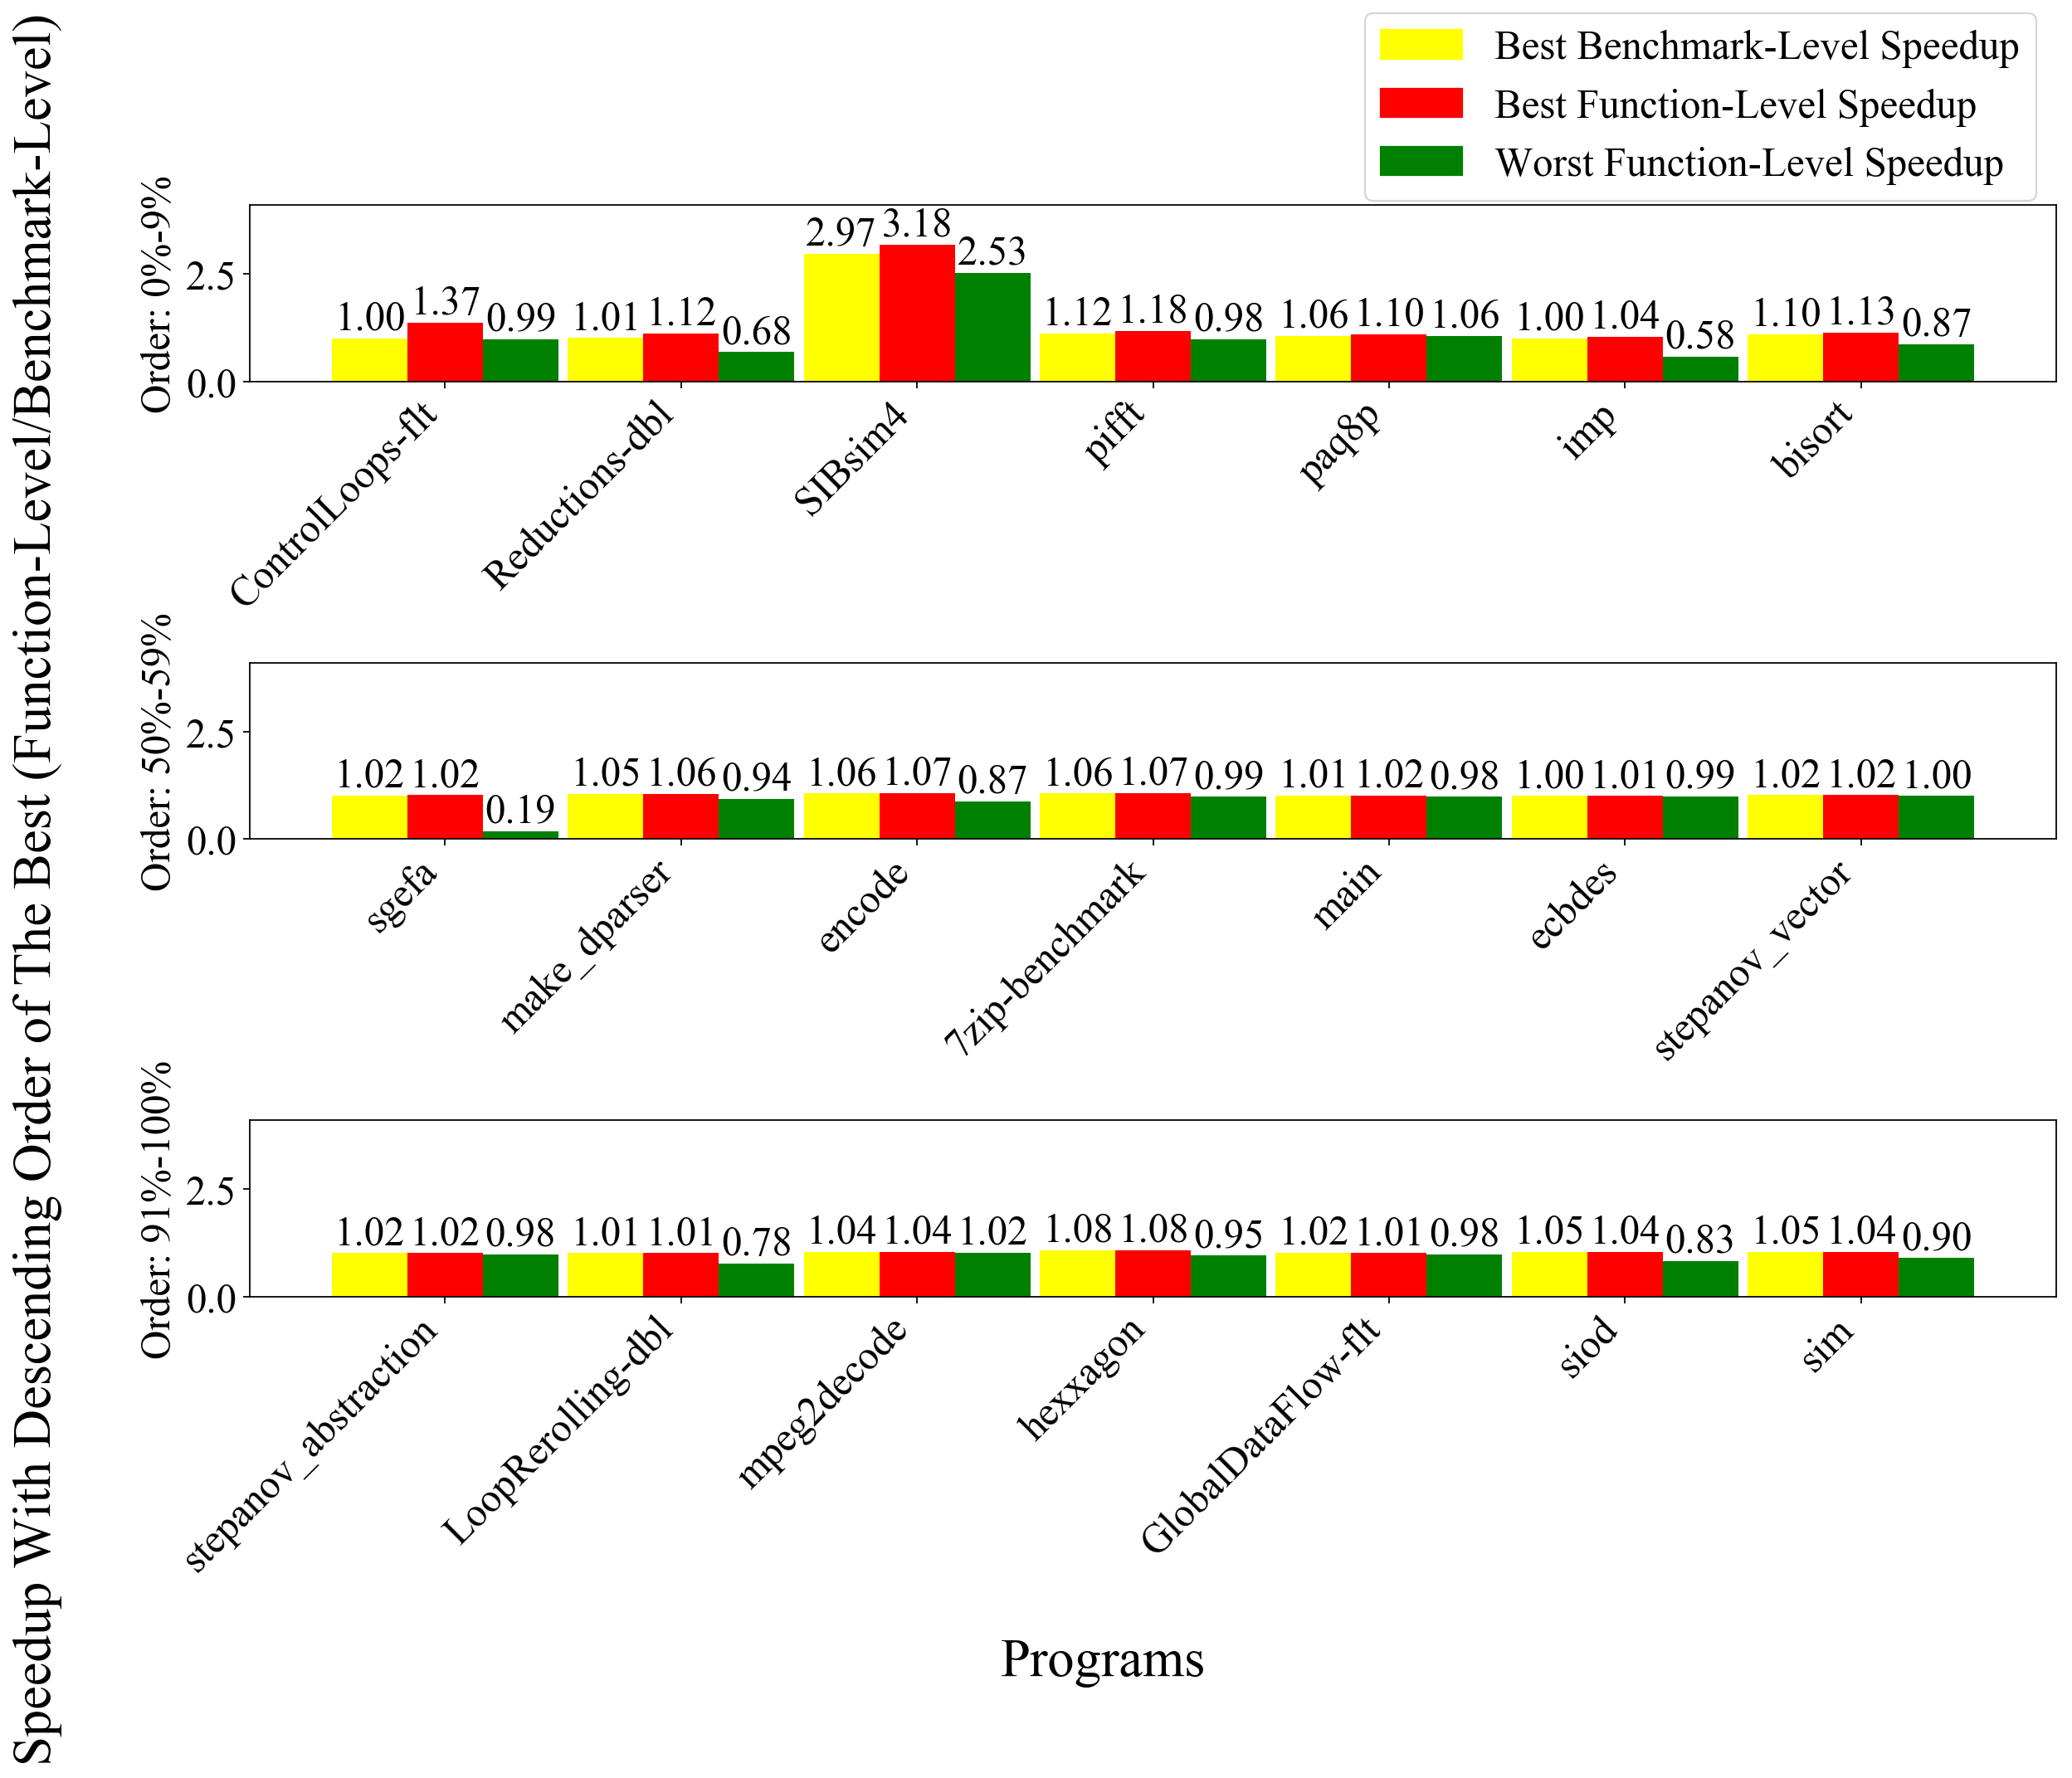 Best Benchmark-Level Speedup
Best Function-Level Speedup
Worst Function-Level Speedup
Speedup With Descending Order of The Best (Function-Level/Benchmark-Level)
Order: 0%-9%
2.5
0.0
1.00 1.37 0.99 1.01 1.12 0.68 2.97 3.18 2.53 1.12 1.18 0.98 1.06 1.10 1.06 1.00 1.04 0.58 1.10 1.13 0.87
ControlLoops-flt
Reductions-dbl
SIBsim4
pifft
paq8p
imp
bisort
Order: 50%-59%
2.5
0.0
1.02 1.02 0.19 1.05 1.06 0.94 1.06 1.07 0.87 1.06 1.07 0.99 1.01 1.02 0.98 1.00 1.01 0.99 1.02 1.02 1.00
sgefa
make_dparser
encode
7zip-benchmark
main
ecbdes
stepanov_vector
Order: 91%-100%
2.5
0.0
1.02 1.02 0.98 1.01 1.01 0.78 1.04 1.04 1.02 1.08 1.08 0.95 1.02 1.01 0.98 1.05 1.04 0.83 1.05 1.04 0.90
stepanov_abstraction
LoopRerolling-dbl
mpeg2decode
hexxagon
GlobalDataFlow-flt
siod
sim
Programs